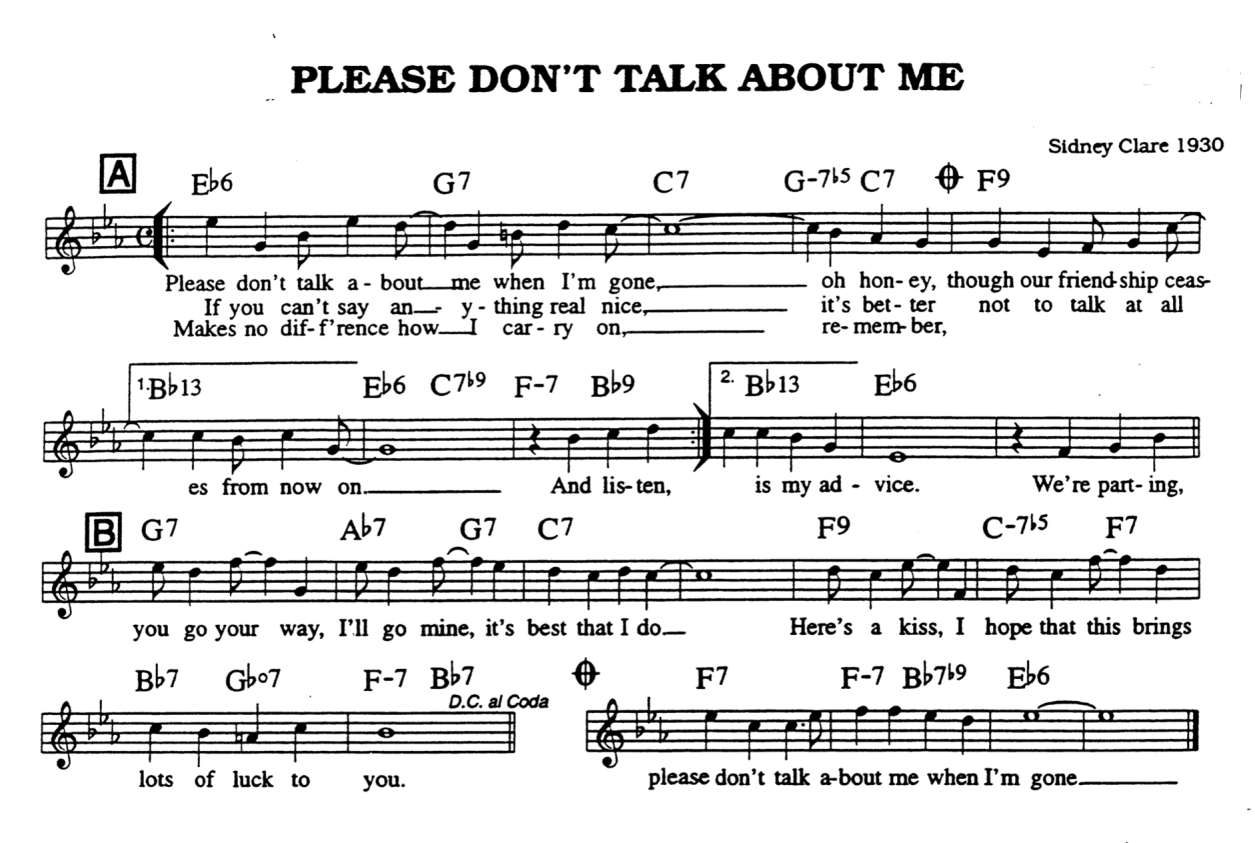 PLEASE DON'T TALK ABOUT ME
Sidney Clare 1930
A
E♭6 G7 C7 G-7♭5 C7 F9
Please don't talk a - bout me when I'm gone, oh hon- ey, though our friend-ship ceas-
If you can't say an - y - thing real nice, it's bet - ter not to talk at all
Makes no dif- f'rence how I car - ry on, re- mem- ber,
1. B♭13 E♭6 C7♭9 F-7 B♭9 2. B♭13 E♭6
es from now on. And lis- ten, is my ad - vice. We're part- ing,
B G7 A♭7 G7 C7 F9 C-7♭5 F7
you go your way, I'll go mine, it's best that I do Here's a kiss, I hope that this brings
B♭7 G♭o7 F-7 B♭7 F7 F-7 B♭7♭9 E♭6
D.C. al Coda
lots of luck to you. please don't talk a-bout me when I'm gone